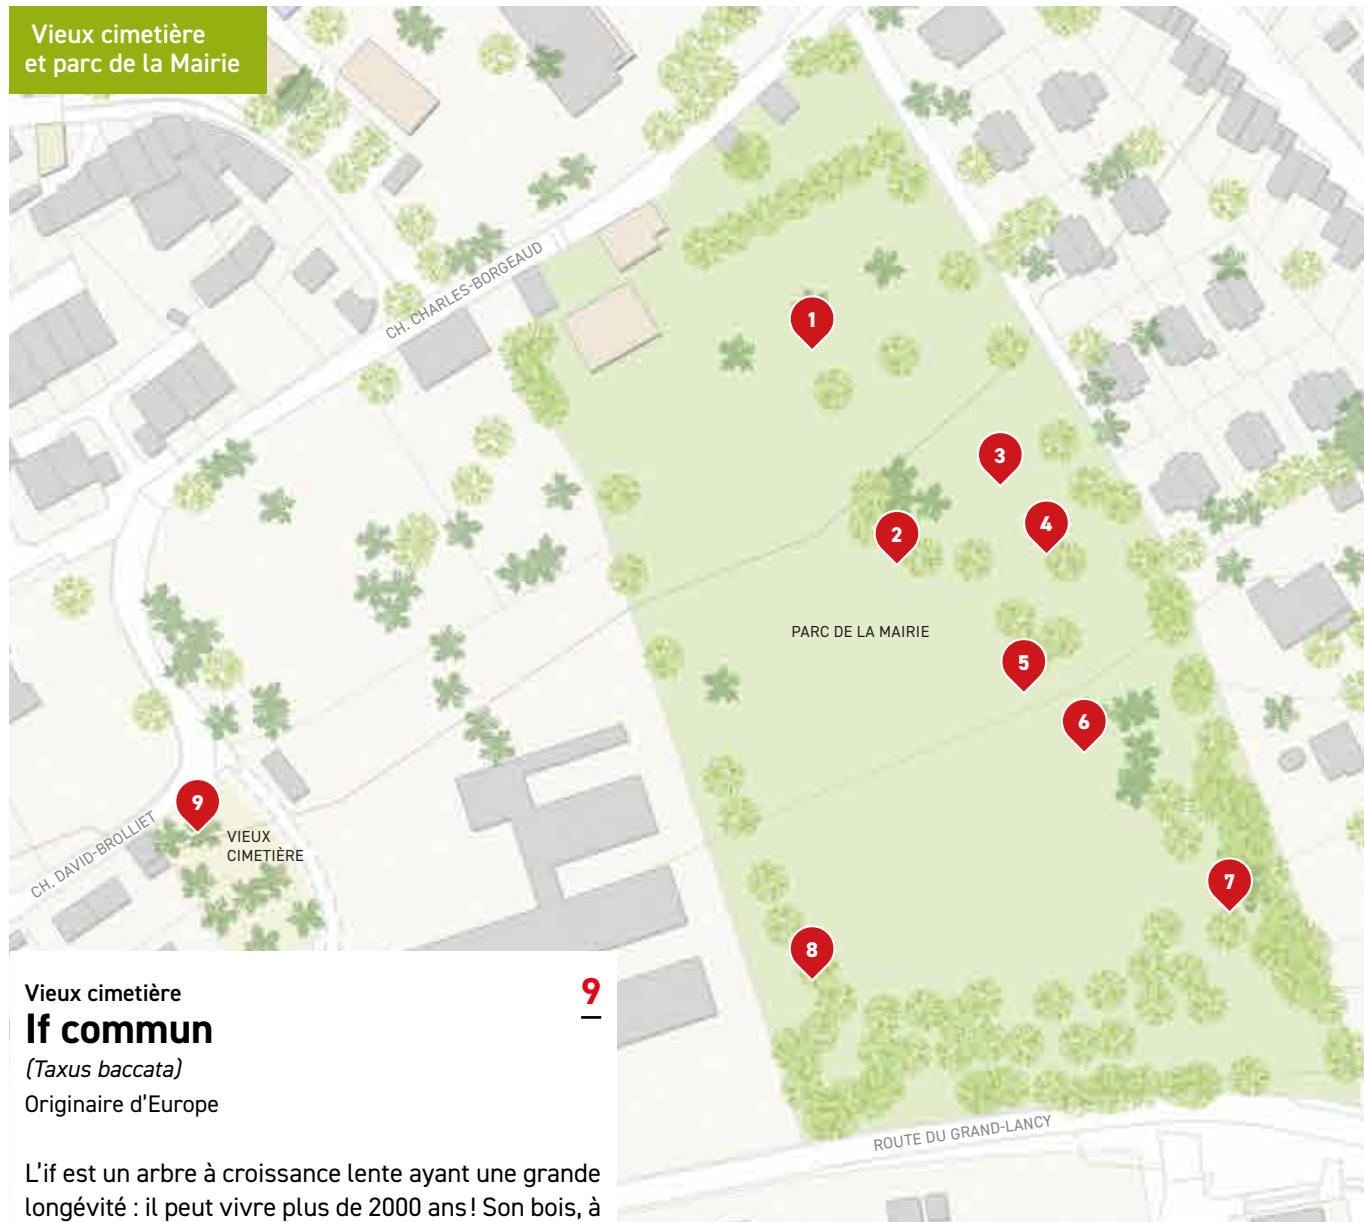 Vieux cimetière
et parc de la Mairie
CH. CHARLES-BORGEAUD
1
3
4
2
PARC DE LA MAIRIE
5
6
9
VIEUX
CIMETIÈRE
CH. DAVID-BROLLIET
7
8
ROUTE DU GRAND-LANCY
Vieux cimetière
9
If commun
(Taxus baccata)
Originaire d'Europe
L'if est un arbre à croissance lente ayant une grande
longévité : il peut vivre plus de 2000 ans! Son bois, à